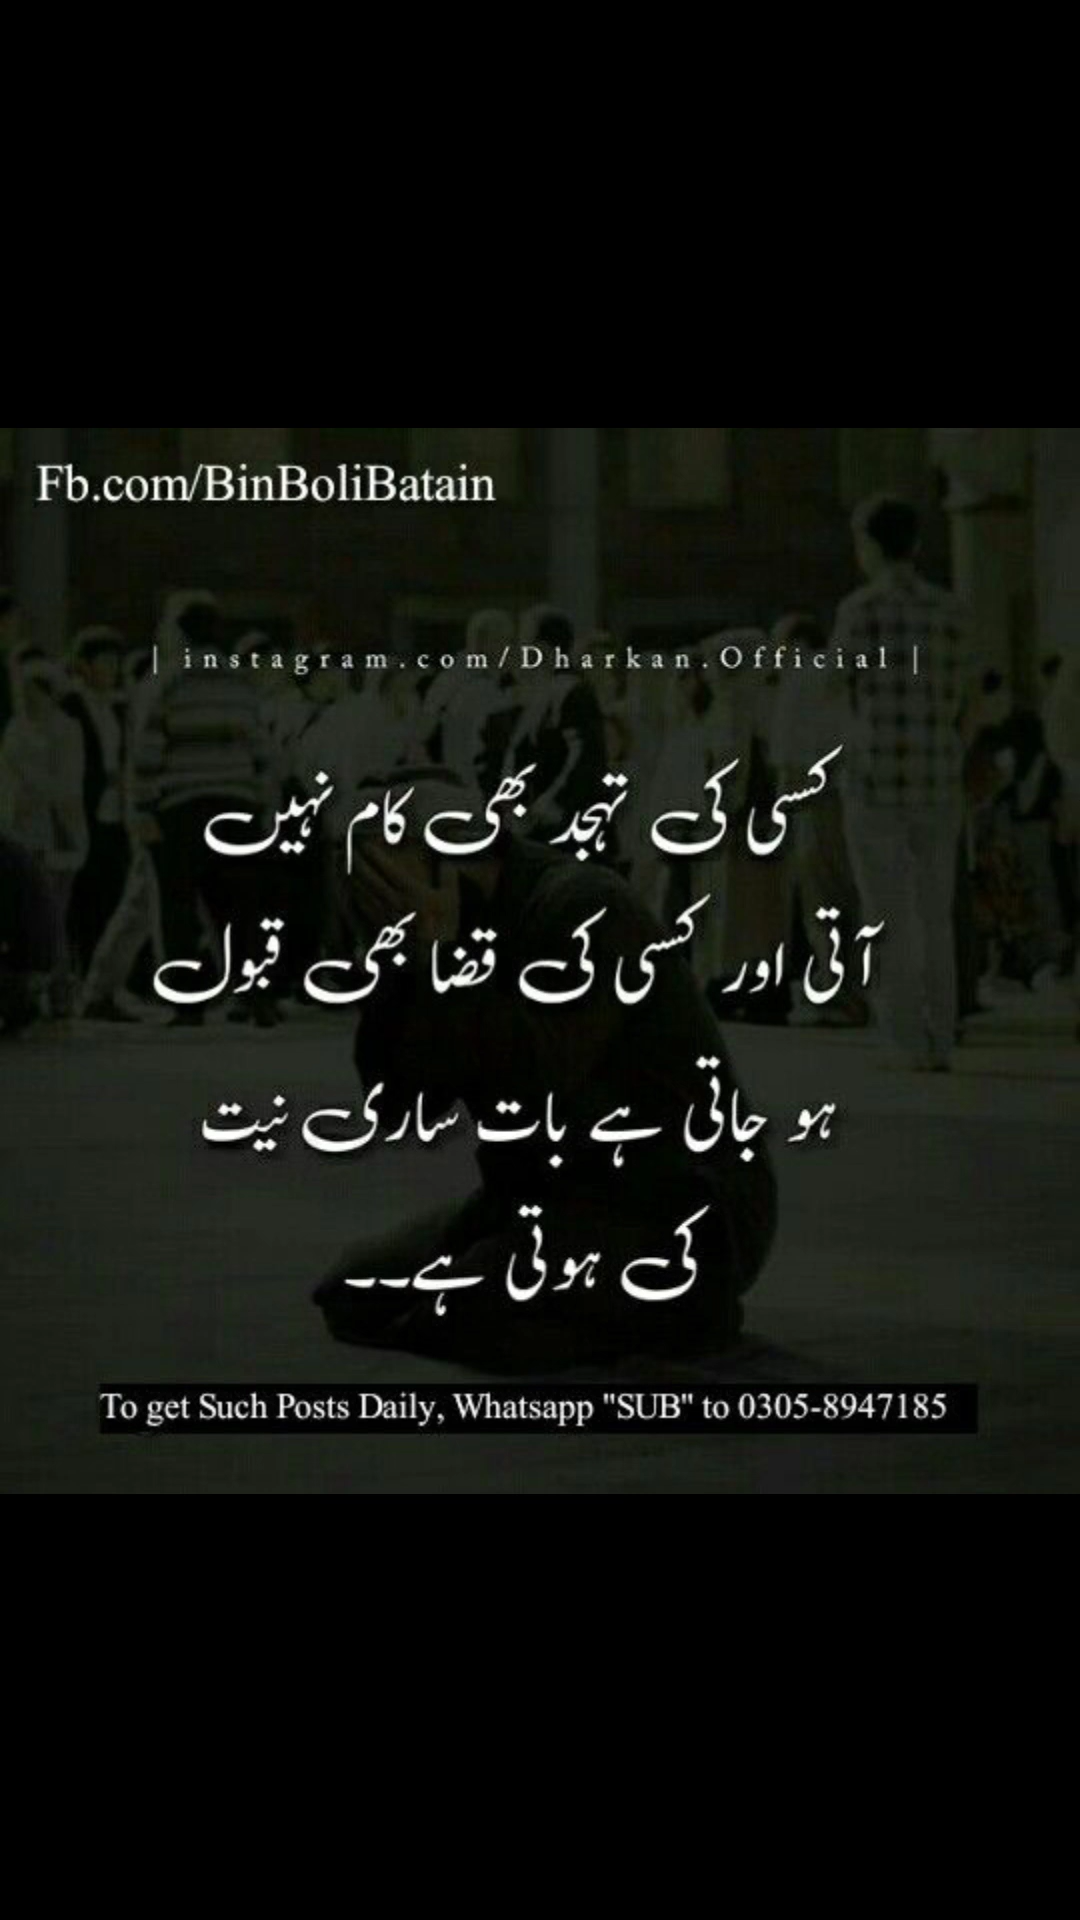 Fb.com/BinBoliBatain
| instagram.com/Dharkan.Official |
کسی کی تہجد بھی کام نہیں
آتی اور کسی کی قضا بھی قبول
ہو جاتی ہے بات ساری نیت
کی ہوتی ہے۔۔
To get Such Posts Daily, Whatsapp "SUB" to 0305-8947185